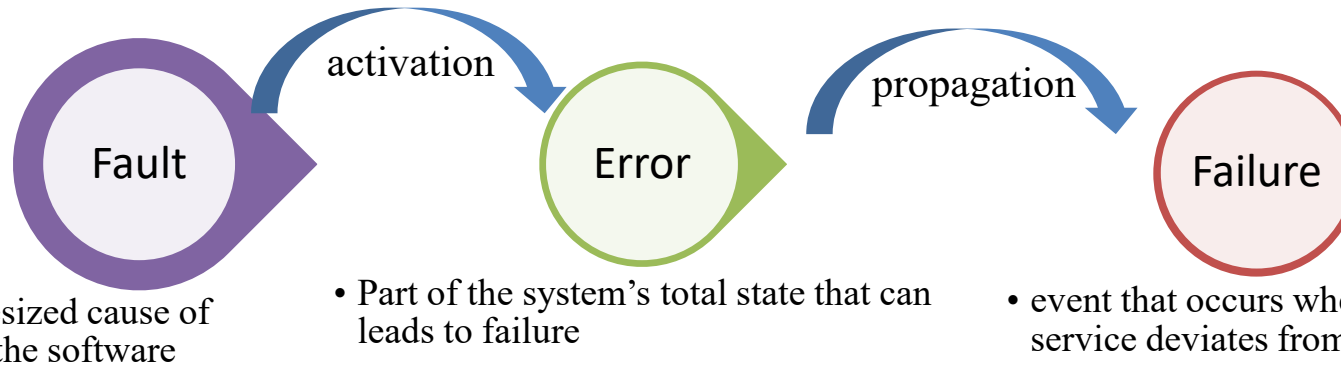 activation
propagation
Fault
Error
Failure
sized cause of
the software
• Part of the system's total state that can
leads to failure
• event that occurs
service deviates from